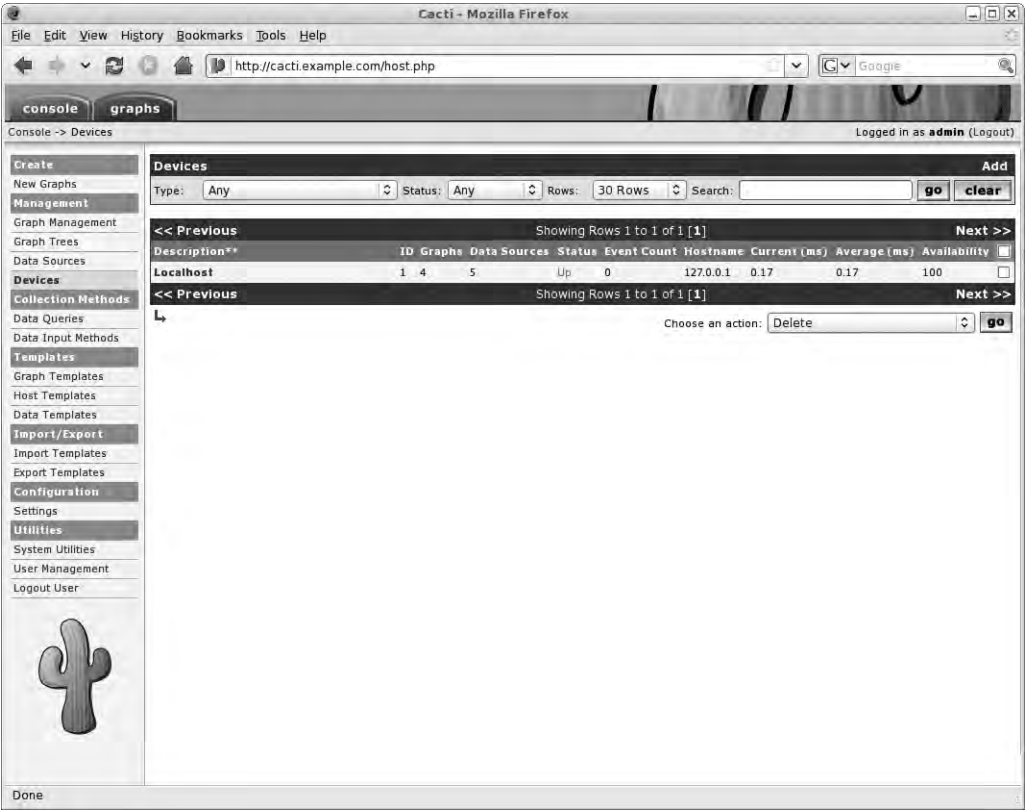 Cacti - Mozilla Firefox
File Edit View History Bookmarks Tools Help
http://cacti.example.com/host.php
G Google
console graphs
Console -> Devices
Logged in as admin (Logout)
Create
New Graphs
Management
Graph Management
Graph Trees
Data Sources
Devices
Collection Methods
Data Queries
Data Input Methods
Templates
Graph Templates
Host Templates
Data Templates
Import/Export
Import Templates
Export Templates
Configuration
Settings
Utilities
System Utilities
User Management
Logout User
Devices Add
Type: Any Status: Any Rows: 30 Rows Search: go clear
<< Previous Showing Rows 1 to 1 of 1 [1] Next >>
Description** ID Graphs Data Sources Status Event Count Hostname Current (ms) Average (ms) Availability
Localhost 1 4 5 Up 0 127.0.0.1 0.17 0.17 100
<< Previous Showing Rows 1 to 1 of 1 [1] Next >>
Choose an action: Delete go
Done